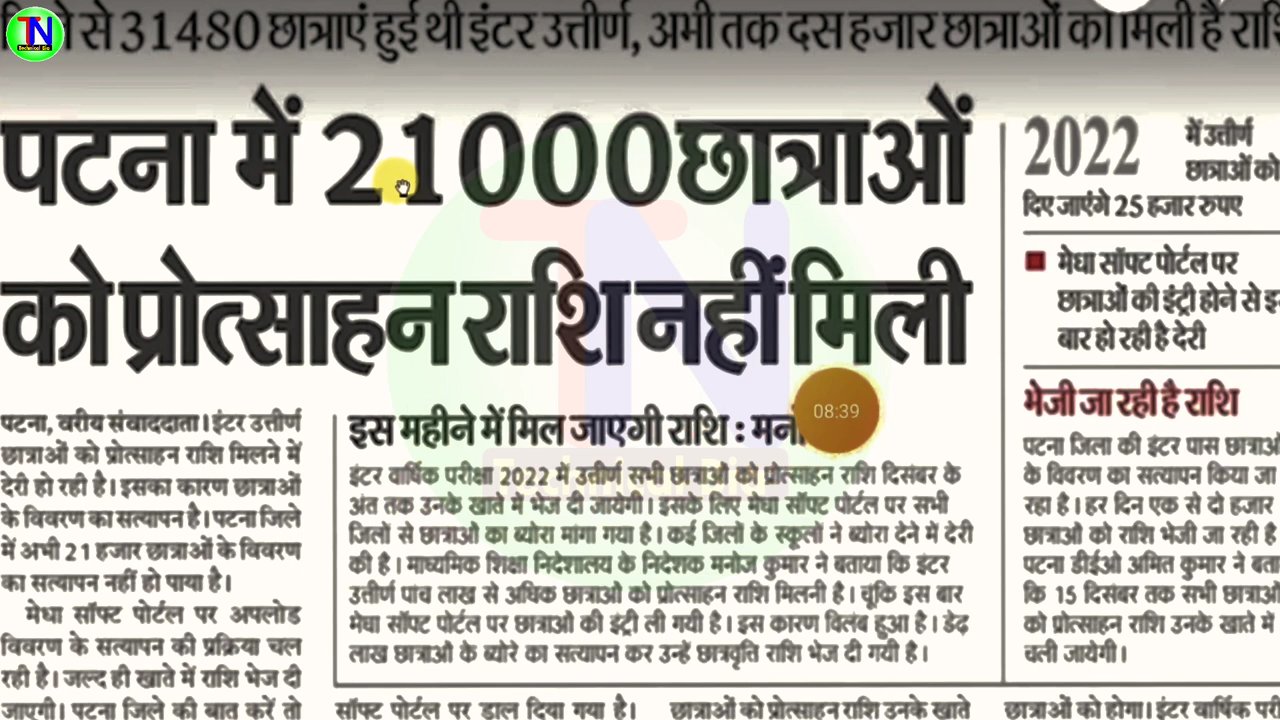 TN
Technical Bia
से 31480 छात्राएं हुई थी इंटर उत्तीर्ण, अभी तक दस हजार छात्राओं को मिली है
पटना में 21000 छात्राओं
को प्रोत्साहन राशि नहीं मिली
पटना, वरीय संवाददाता। इंटर उत्तीर्ण
छात्राओं को प्रोत्साहन राशि मिलने में
देरी हो रही है। इसका कारण छात्राओं
के विवरण का सत्यापन है। पटना जिले
में अभी 21 हजार छात्राओं के विवरण
का सत्यापन नहीं हो पाया है।
मेधा सॉफ्ट पोर्टल पर अपलोड
विवरण के सत्यापन की प्रक्रिया चल
रही है। जल्द ही खाते में राशि भेज दी
जाएगी। पटना जिले की बात करें तो
इस महीने में मिल जाएगी राशि :
08:39
इंटर वार्षिक परीक्षा 2022 में उत्तीर्ण सभी छात्राओं को प्रोत्साहन राशि दिसंबर के
अंत तक उनके खाते में भेज दी जायेगी। इसके लिए मेधा सॉफ्ट पोर्टल पर सभी
जिलों से छात्राओं का ब्योरा मांगा गया है। कई जिलों के स्कूलों ने ब्योरा देने में देरी
की है। माध्यमिक शिक्षा निदेशालय के निदेशक मनोज कुमार ने बताया कि इंटर
उत्तीर्ण पांच लाख से अधिक छात्राओं को प्रोत्साहन राशि मिलनी है। चूंकि इस बार
मेधा सॉफ्ट पोर्टल पर छात्राओं की इंट्री ली गयी है। इस कारण विलंब हुआ है। डेढ़
लाख छात्राओं के ब्योरे का सत्यापन कर उन्हें छात्रवृति राशि भेज दी गयी है।
सॉफ्ट पोर्टल पर डाल दिया गया है।
छात्राओं को प्रोत्साहन राशि उनके खाते
2022 में उत्तीर्ण
छात्राओं को
दिए जाएंगे 25 हजार रुपए
मेधा सॉफ्ट पोर्टल पर
छात्राओं की इंट्री होने से
बार हो रही है देरी
भेजी जा रही है राशि
पटना जिला की इंटर पास
के विवरण का सत्यापन किया जा
रहा है। हर दिन एक से दो हजार
छात्राओं को राशि भेजी जा रही है
पटना डीईओ अमित कुमार ने
कि 15 दिसंबर तक सभी
को प्रोत्साहन राशि उनके खाते में
चली जायेगी।
छात्राओं को होगा। इंटर वार्षिक